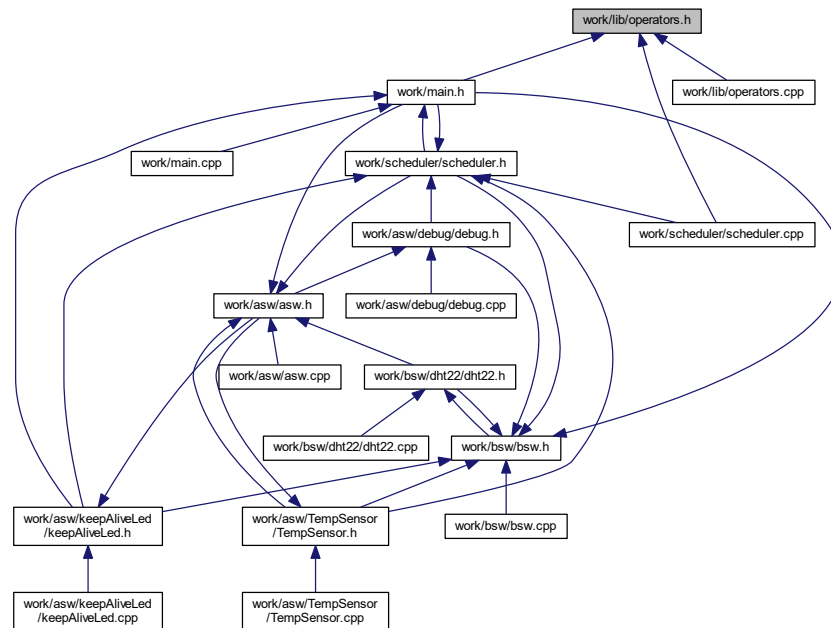 work/lib/operators.h
work/main.h
work/lib/operators.cpp
work/main.cpp
work/scheduler/scheduler.h
work/asw/debug/debug.h
work/scheduler/scheduler.cpp
work/asw/asw.h
work/asw/debug/debug.cpp
work/asw/asw.cpp
work/bsw/dht22/dht22.h
work/bsw/dht22/dht22.cpp
work/bsw/bsw.h
work/asw/keepAliveLed
/keepAliveLed.h
work/asw/TempSensor
/TempSensor.h
work/bsw/bsw.cpp
work/asw/keepAliveLed
/keepAliveLed.cpp
work/asw/TempSensor
/TempSensor.cpp